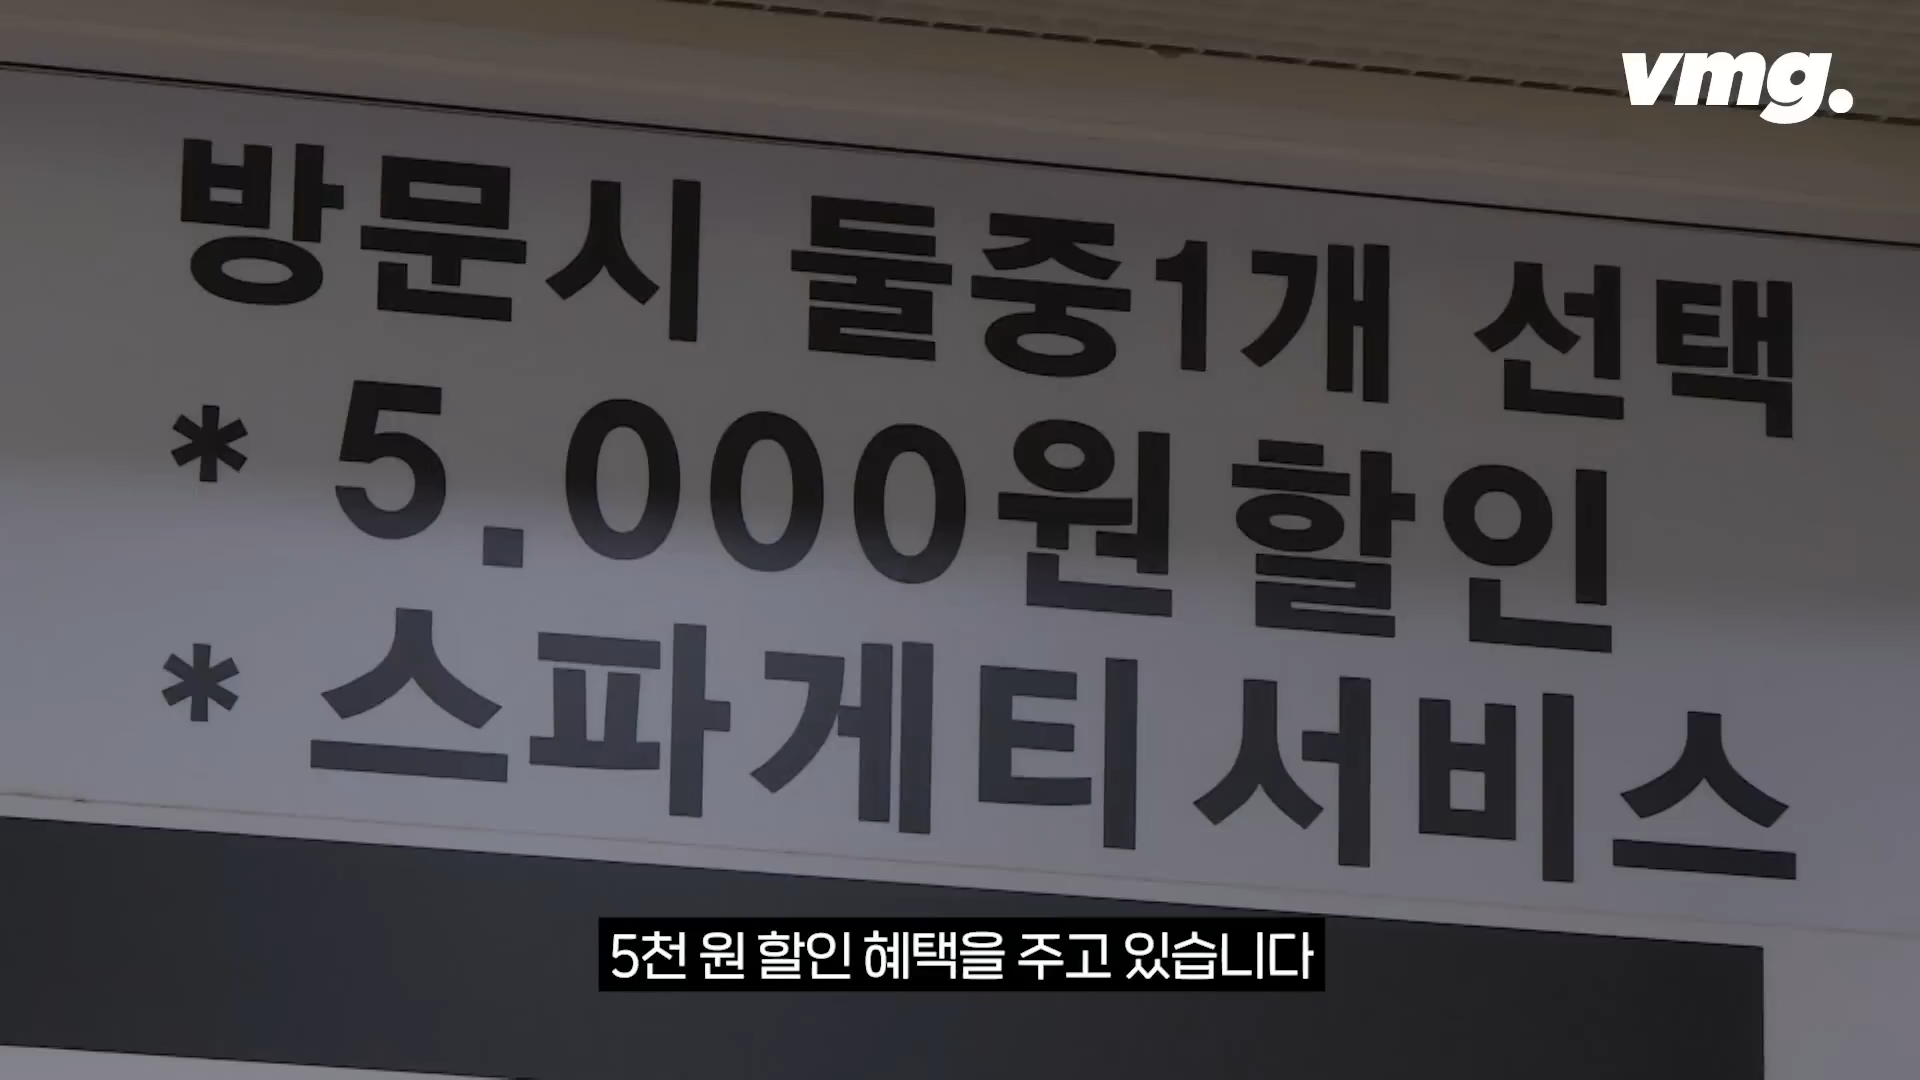 vmg.
방문시 둘중1개 선택
* 5.000원할인
* 스파게티서비스
5천 원 할인 혜택을 주고 있습니다